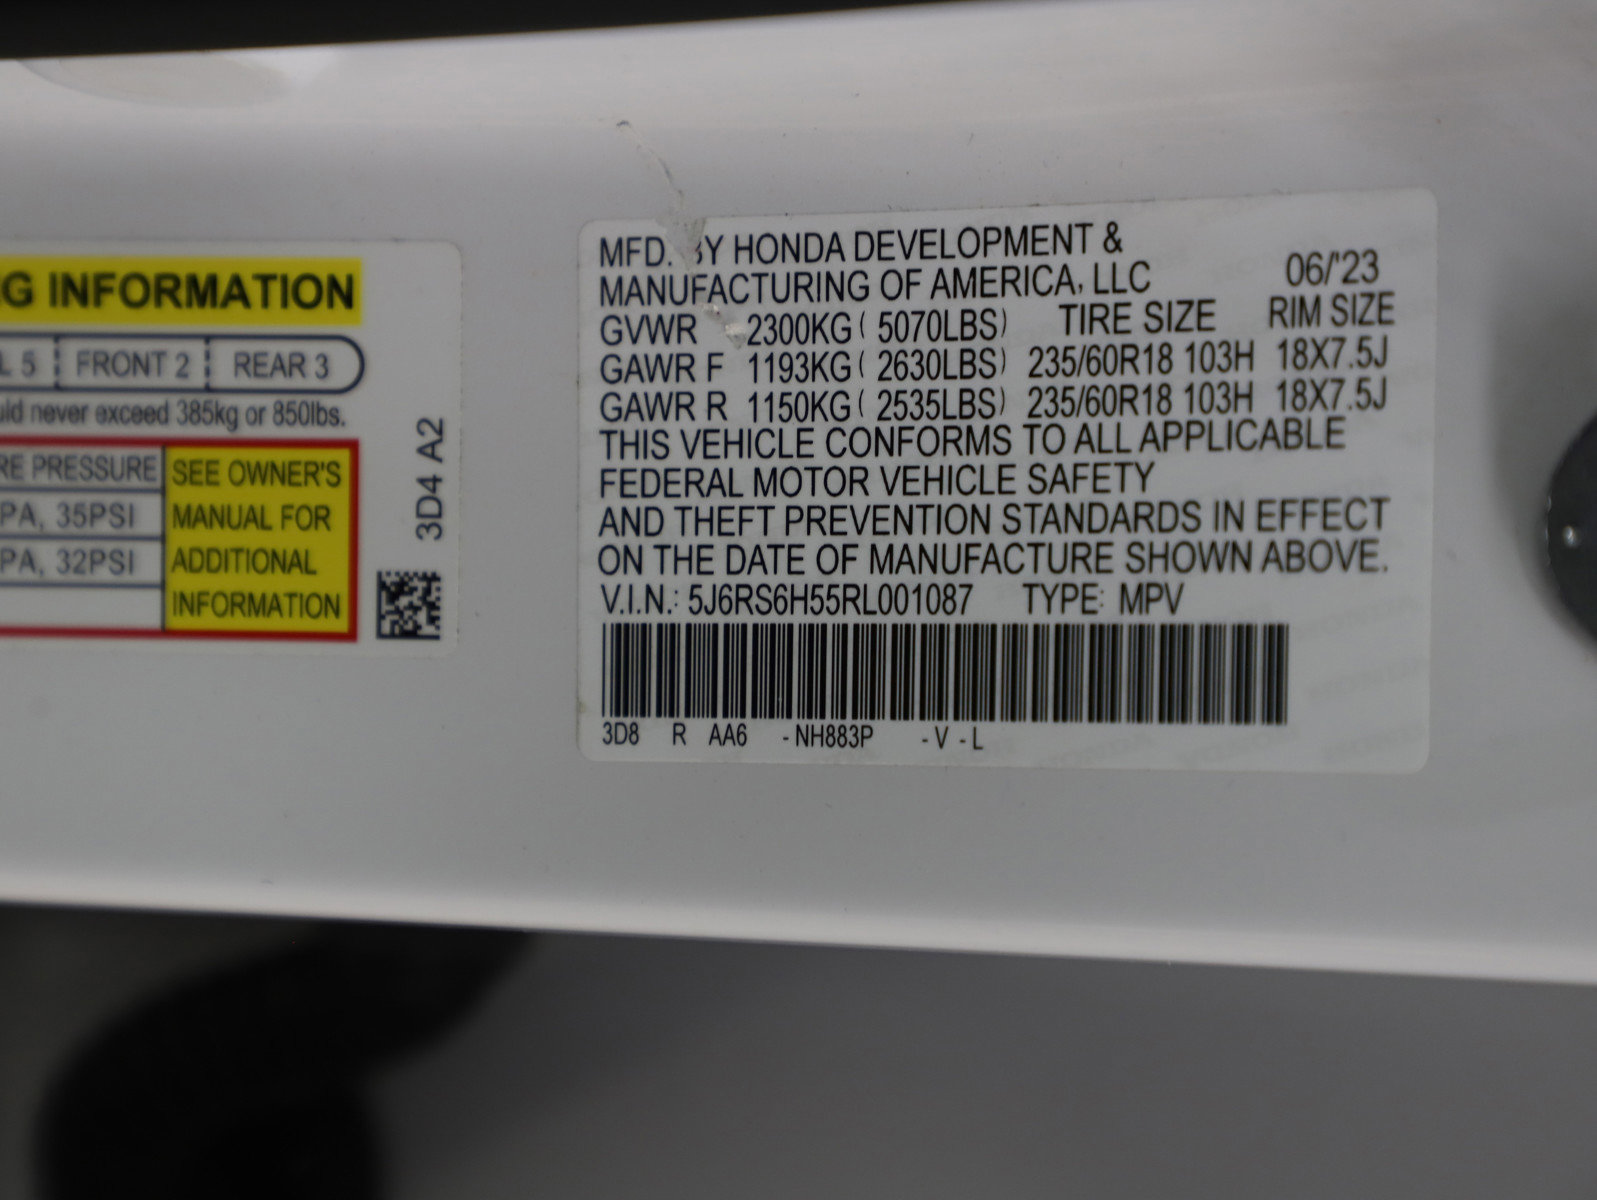 G INFORMATION
L 5 FRONT 2 REAR 3
never exceed 385kg or 850lbs.
RE PRESSURE
PA, 35PSI
PA, 32PSI
SEE OWNER'S
MANUAL FOR
ADDITIONAL
INFORMATION
3D4 A2
MFD. BY HONDA DEVELOPMENT &
MANUFACTURING OF AMERICA, LLC 06/'23
GVWR 2300KG ( 5070LBS) TIRE SIZE RIM SIZE
GAWR F 1193KG ( 2630LBS) 235/60R18 103H 18X7.5J
GAWR R 1150KG ( 2535LBS) 235/60R18 103H 18X7.5J
THIS VEHICLE CONFORMS TO ALL APPLICABLE
FEDERAL MOTOR VEHICLE SAFETY
AND THEFT PREVENTION STANDARDS IN EFFECT
ON THE DATE OF MANUFACTURE SHOWN ABOVE.
V.I.N.: 5J6RS6H55RL001087 TYPE: MPV
3D8 R AA6 -NH883P -V -L